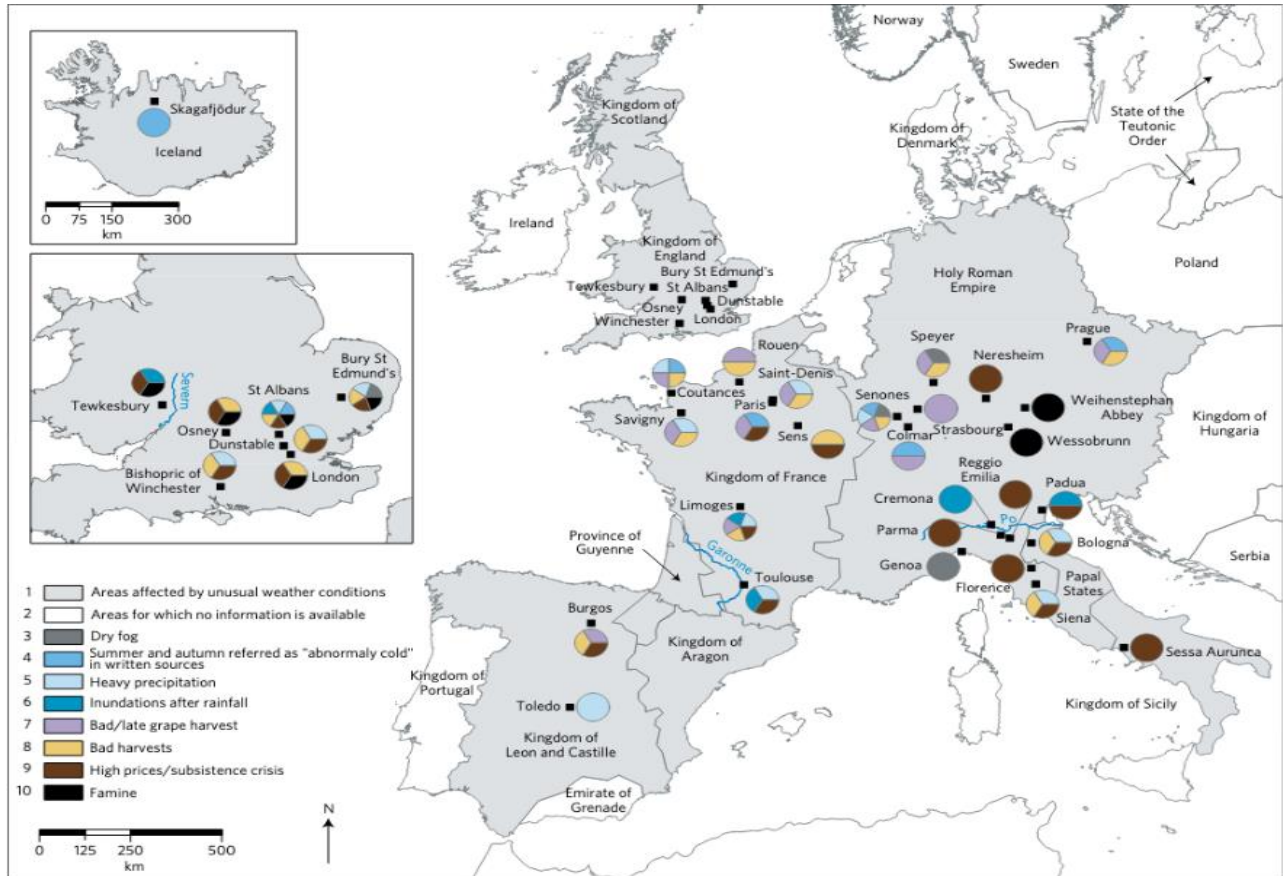 Skagafjödur
Iceland
0 75 150 300
km
Severn
Tewkesbury
Bury St
Edmund's
St Albans
Osney
Dunstable
Bishopric of
Winchester
London
1 Areas affected by unusual weather conditions
2 Areas for which no information is available
3 Dry fog
4 Summer and autumn referred as "abnormaly cold"
in written sources
5 Heavy precipitation
6 Inundations after rainfall
7 Bad/late grape harvest
8 Bad harvests
9 High prices/subsistence crisis
10 Famine
0 125 250 500
km
N
Norway
Sweden
Kingdom of
Scotland
Kingdom of
Denmark
State of the
Teutonic
Order
Ireland
Kingdom of
England
Bury St Edmund's
Tewkesbury
St Albans
Osney
Dunstable
Winchester
London
Holy Roman
Empire
Poland
Rouen
Speyer
Prague
Neresheim
Saint-Denis
Coutances
Senones
Weihenstephan
Abbey
Paris
Savigny
Strasbourg
Sens
Colmar
Wessobrunn
Kingdom of
Hungaria
Kingdom of France
Reggio
Emilia
Padua
Cremona
Limoges
Po
Parma
Bologna
Province of
Guyenne
Garonne
Genoa
Serbia
Toulouse
Florence
Papal
States
Burgos
Siena
Kingdom of
Aragon
Sessa Aurunca
Kingdom of
Portugal
Toledo
Kingdom of Sicily
Kingdom of
Leon and Castille
Emirate of
Grenade